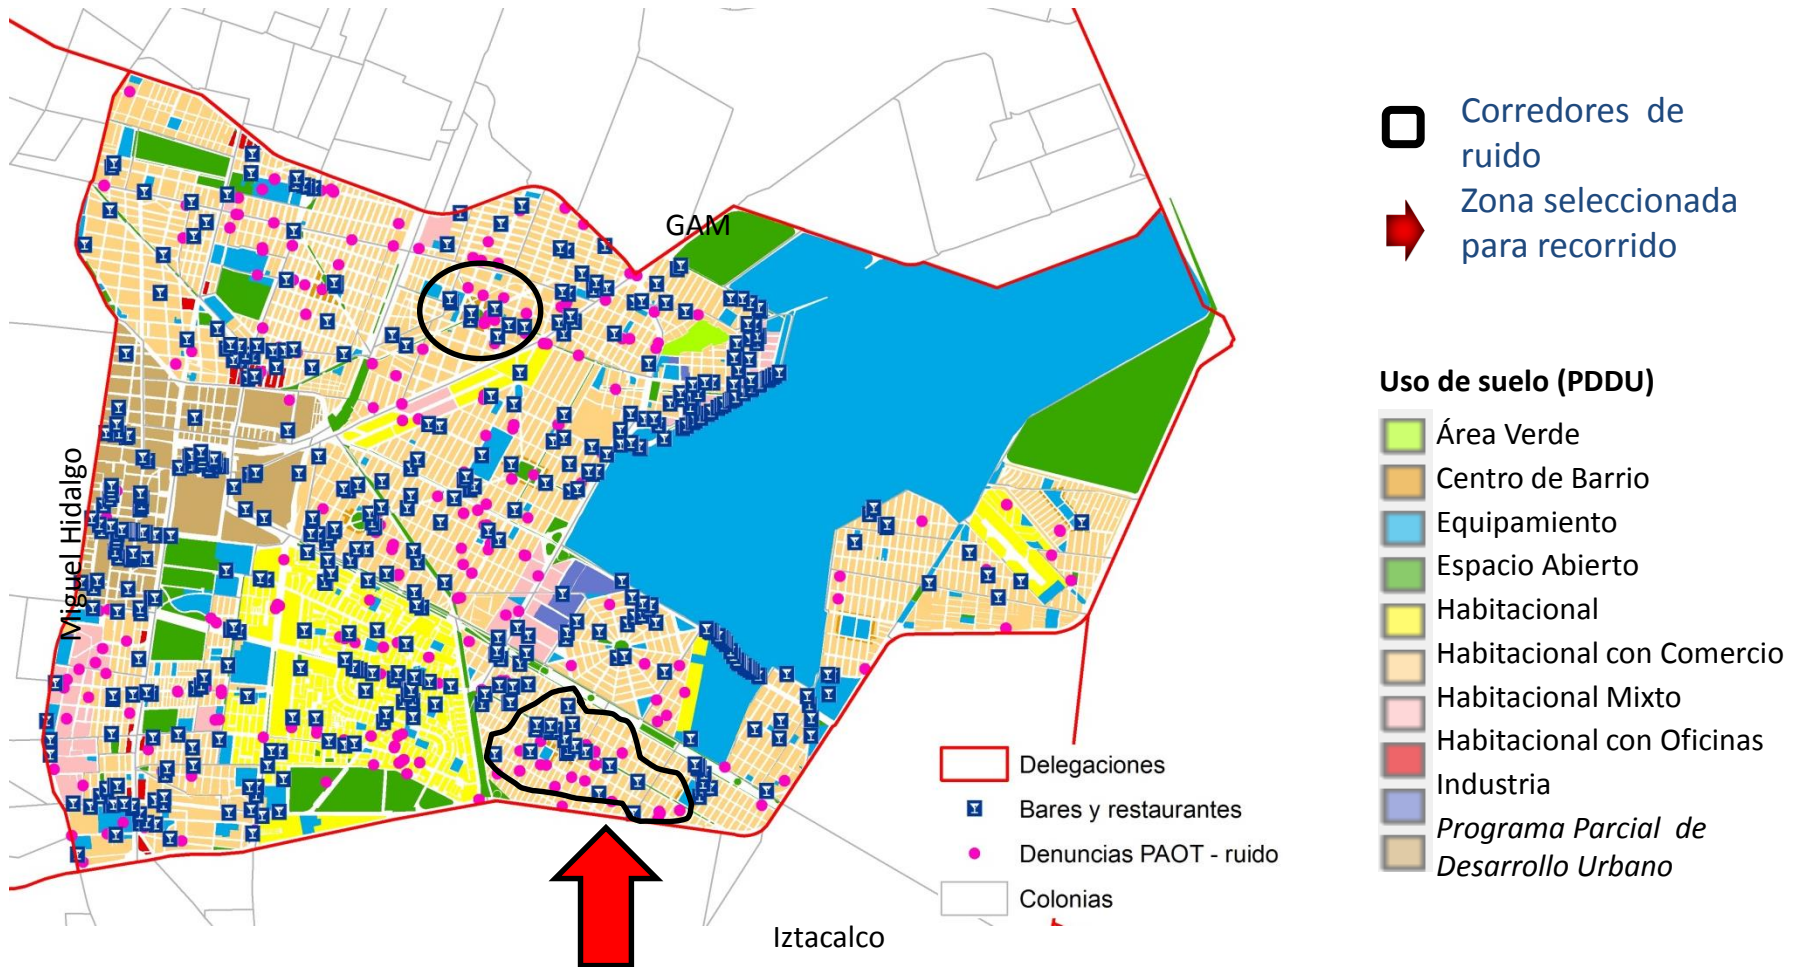 GAM
Miguel Hidalgo
Iztacalco
Delegaciones
Bares y restaurantes
Denuncias PAOT - ruido
Colonias
Corredores de
ruido
Zona seleccionada
para recorrido
Uso de suelo (PDDU)
Área Verde
Centro de Barrio
Equipamiento
Espacio Abierto
Habitacional
Habitacional con Comercio
Habitacional Mixto
Habitacional con Oficinas
Industria
Programa Parcial de
Desarrollo Urbano